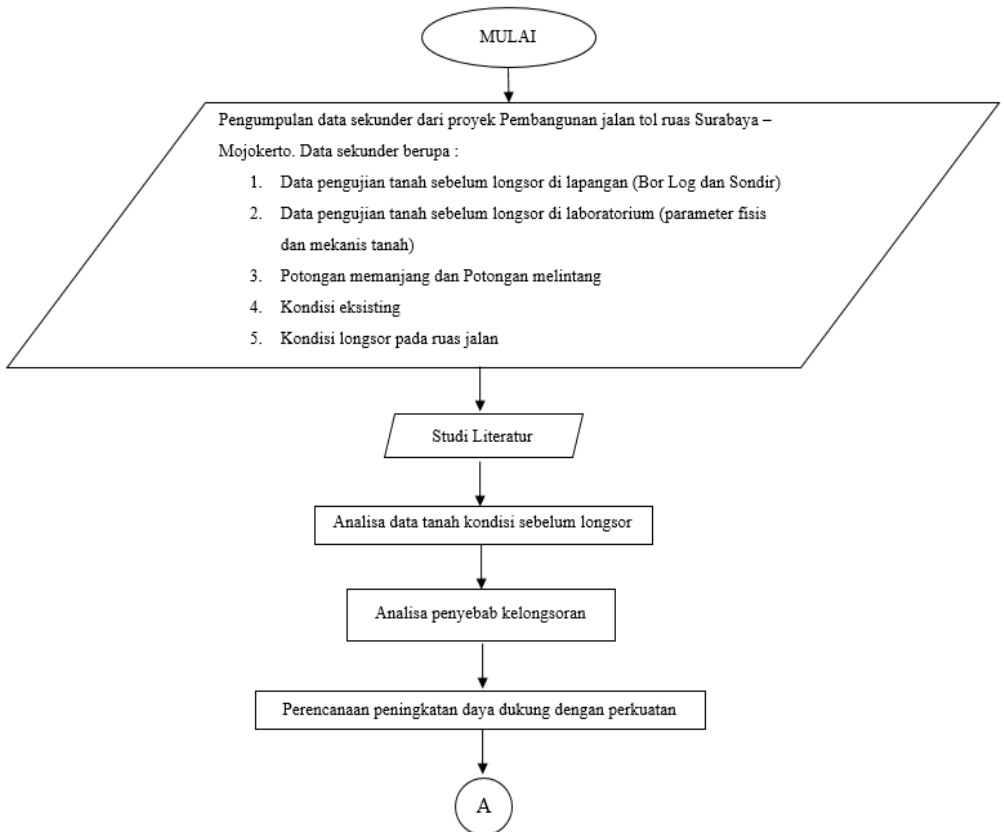 MULAI
Pengumpulan data sekunder dari proyek Pembangunan jalan tol ruas Surabaya –
Mojokerto. Data sekunder berupa :
1. Data pengujian tanah sebelum longsor di lapangan (Bor Log dan Sondir)
2. Data pengujian tanah sebelum longsor di laboratorium (parameter fisis
dan mekanis tanah)
3. Potongan memanjang dan Potongan melintang
4. Kondisi eksisting
5. Kondisi longsor pada ruas jalan
Studi Literatur
Analisa data tanah kondisi sebelum longsor
Analisa penyebab kelongsoran
Perencanaan peningkatan daya dukung dengan perkuatan
A